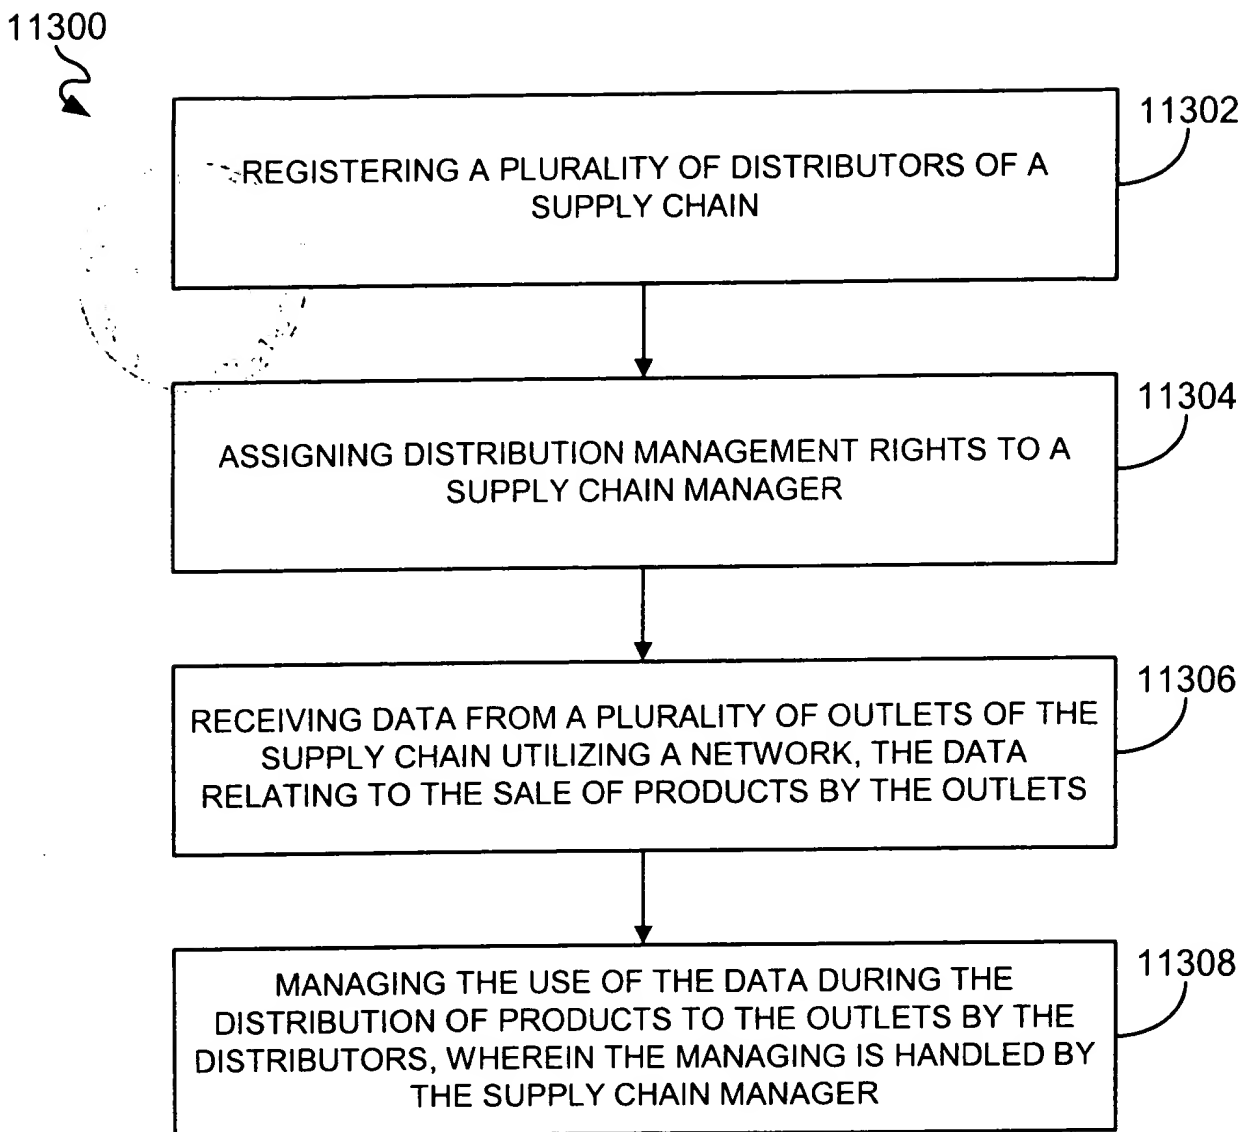 11300
11302
REGISTERING A PLURALITY OF DISTRIBUTORS OF A
SUPPLY CHAIN
11304
ASSIGNING DISTRIBUTION MANAGEMENT RIGHTS TO A
SUPPLY CHAIN MANAGER
11306
RECEIVING DATA FROM A PLURALITY OF OUTLETS OF THE
SUPPLY CHAIN UTILIZING A NETWORK, THE DATA
RELATING TO THE SALE OF PRODUCTS BY THE OUTLETS
11308
MANAGING THE USE OF THE DATA DURING THE
DISTRIBUTION OF PRODUCTS TO THE OUTLETS BY THE
DISTRIBUTORS, WHEREIN THE MANAGING IS HANDLED BY
THE SUPPLY CHAIN MANAGER